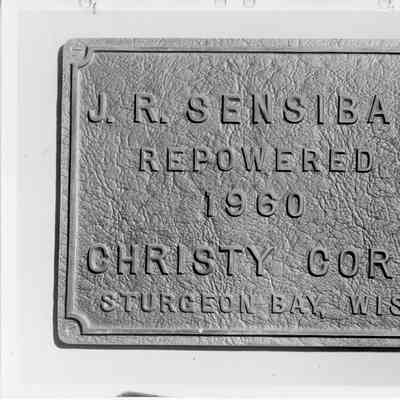 J. R. SENSIBA
REPOWERED
1960
CHRISTY COR
STURGEON BAY, WIS